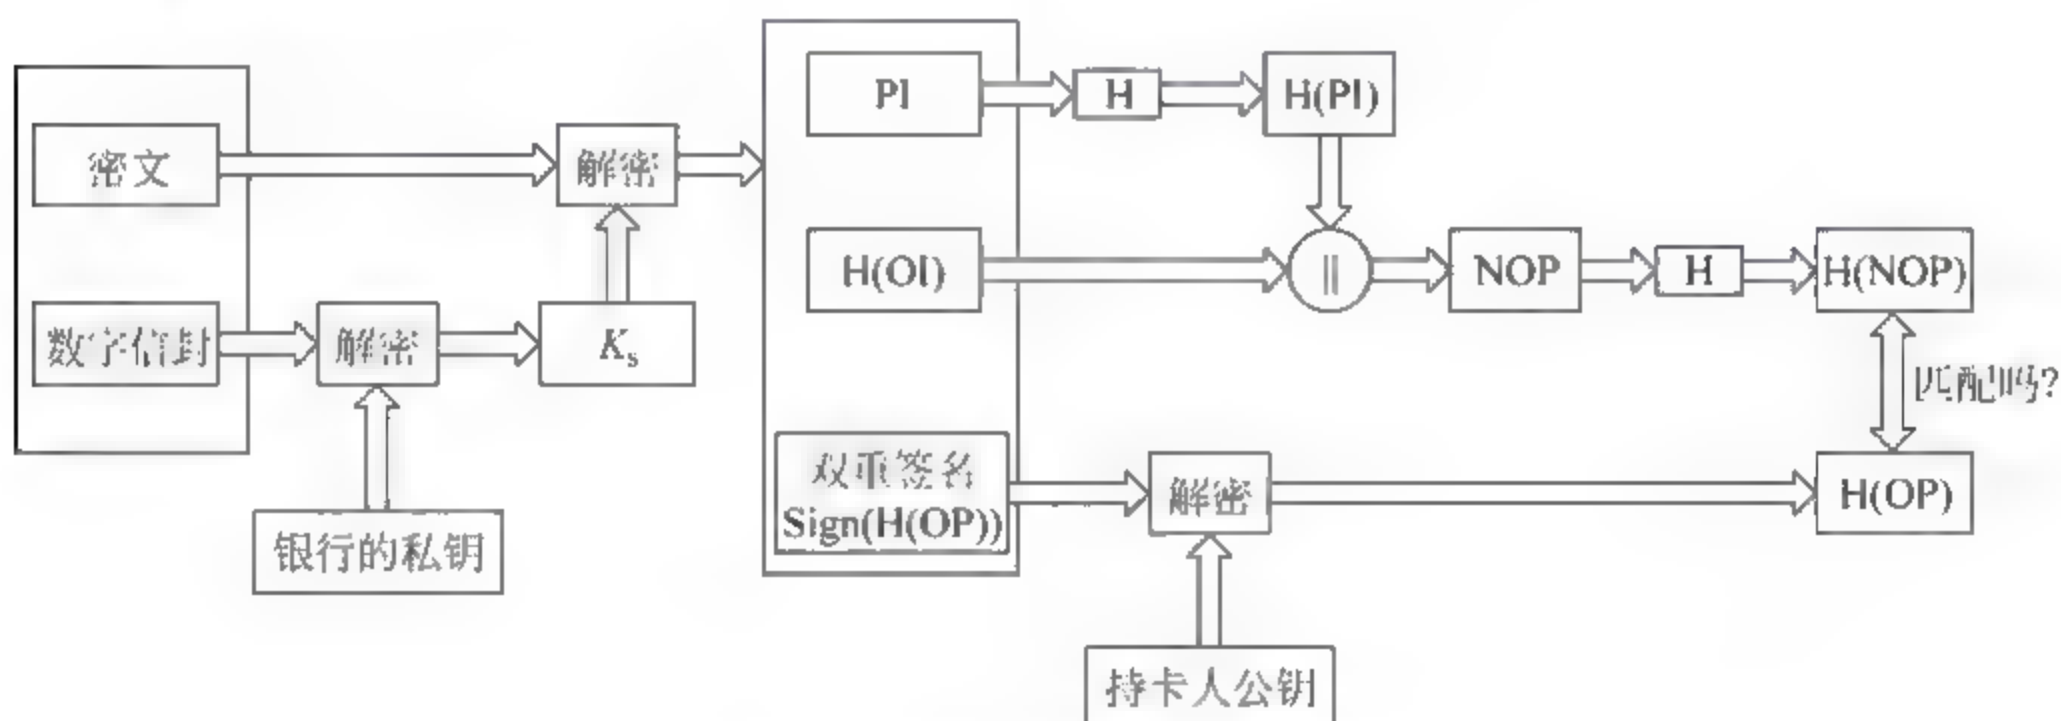 密文
数字信封
解密
银行的私钥
K_s
解密
PI
H(OI)
双重签名
Sign(H(OP))
H
H(PI)
||
NOP
H
H(NOP)
匹配吗?
解密
持卡人公钥
H(OP)